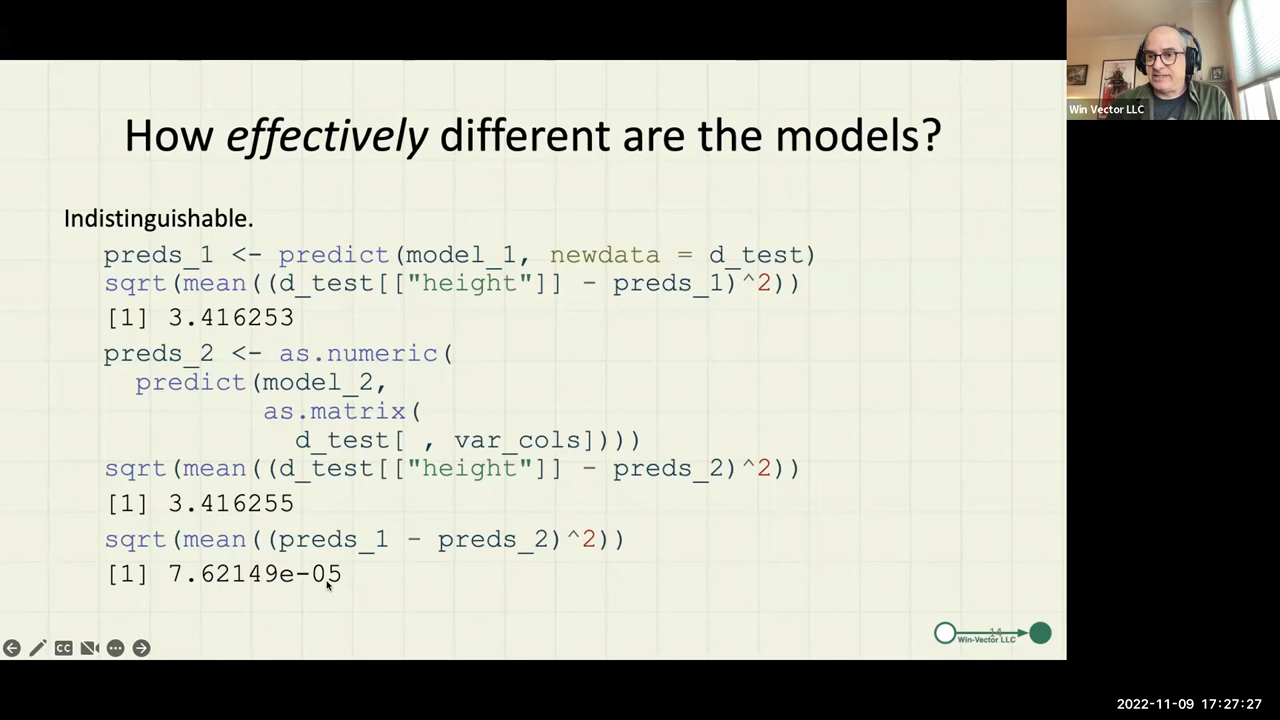 How effectively different are the models?
Indistinguishable.
preds_1 <- predict(model_1, newdata = d_test)
sqrt(mean((d_test[["height"]] - preds_1)^2))
[1] 3.416253
preds_2 <- as.numeric(
predict(model_2,
as.matrix(
d_test[ , var_cols])))
sqrt(mean((d_test[["height"]] - preds_2)^2))
[1] 3.416255
sqrt(mean((preds_1 - preds_2)^2))
[1] 7.62149e-05
14
Win-Vector LLC
CC
Win Vector LLC
2022-11-09 17:27:27